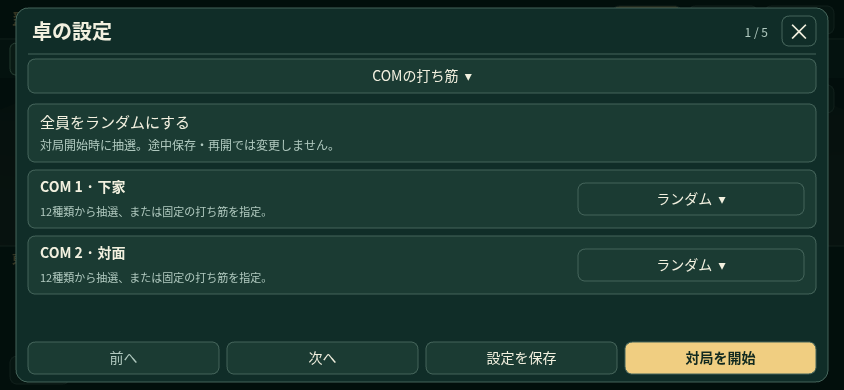 卓の設定
1 / 5
COMの打ち筋 ▼
全員をランダムにする
対局開始時に抽選。途中保存・再開では変更しません。
COM 1・下家
12種類から抽選、または固定の打ち筋を指定。
ランダム ▼
COM 2・対面
12種類から抽選、または固定の打ち筋を指定。
ランダム ▼
前へ
次へ
設定を保存
対局を開始